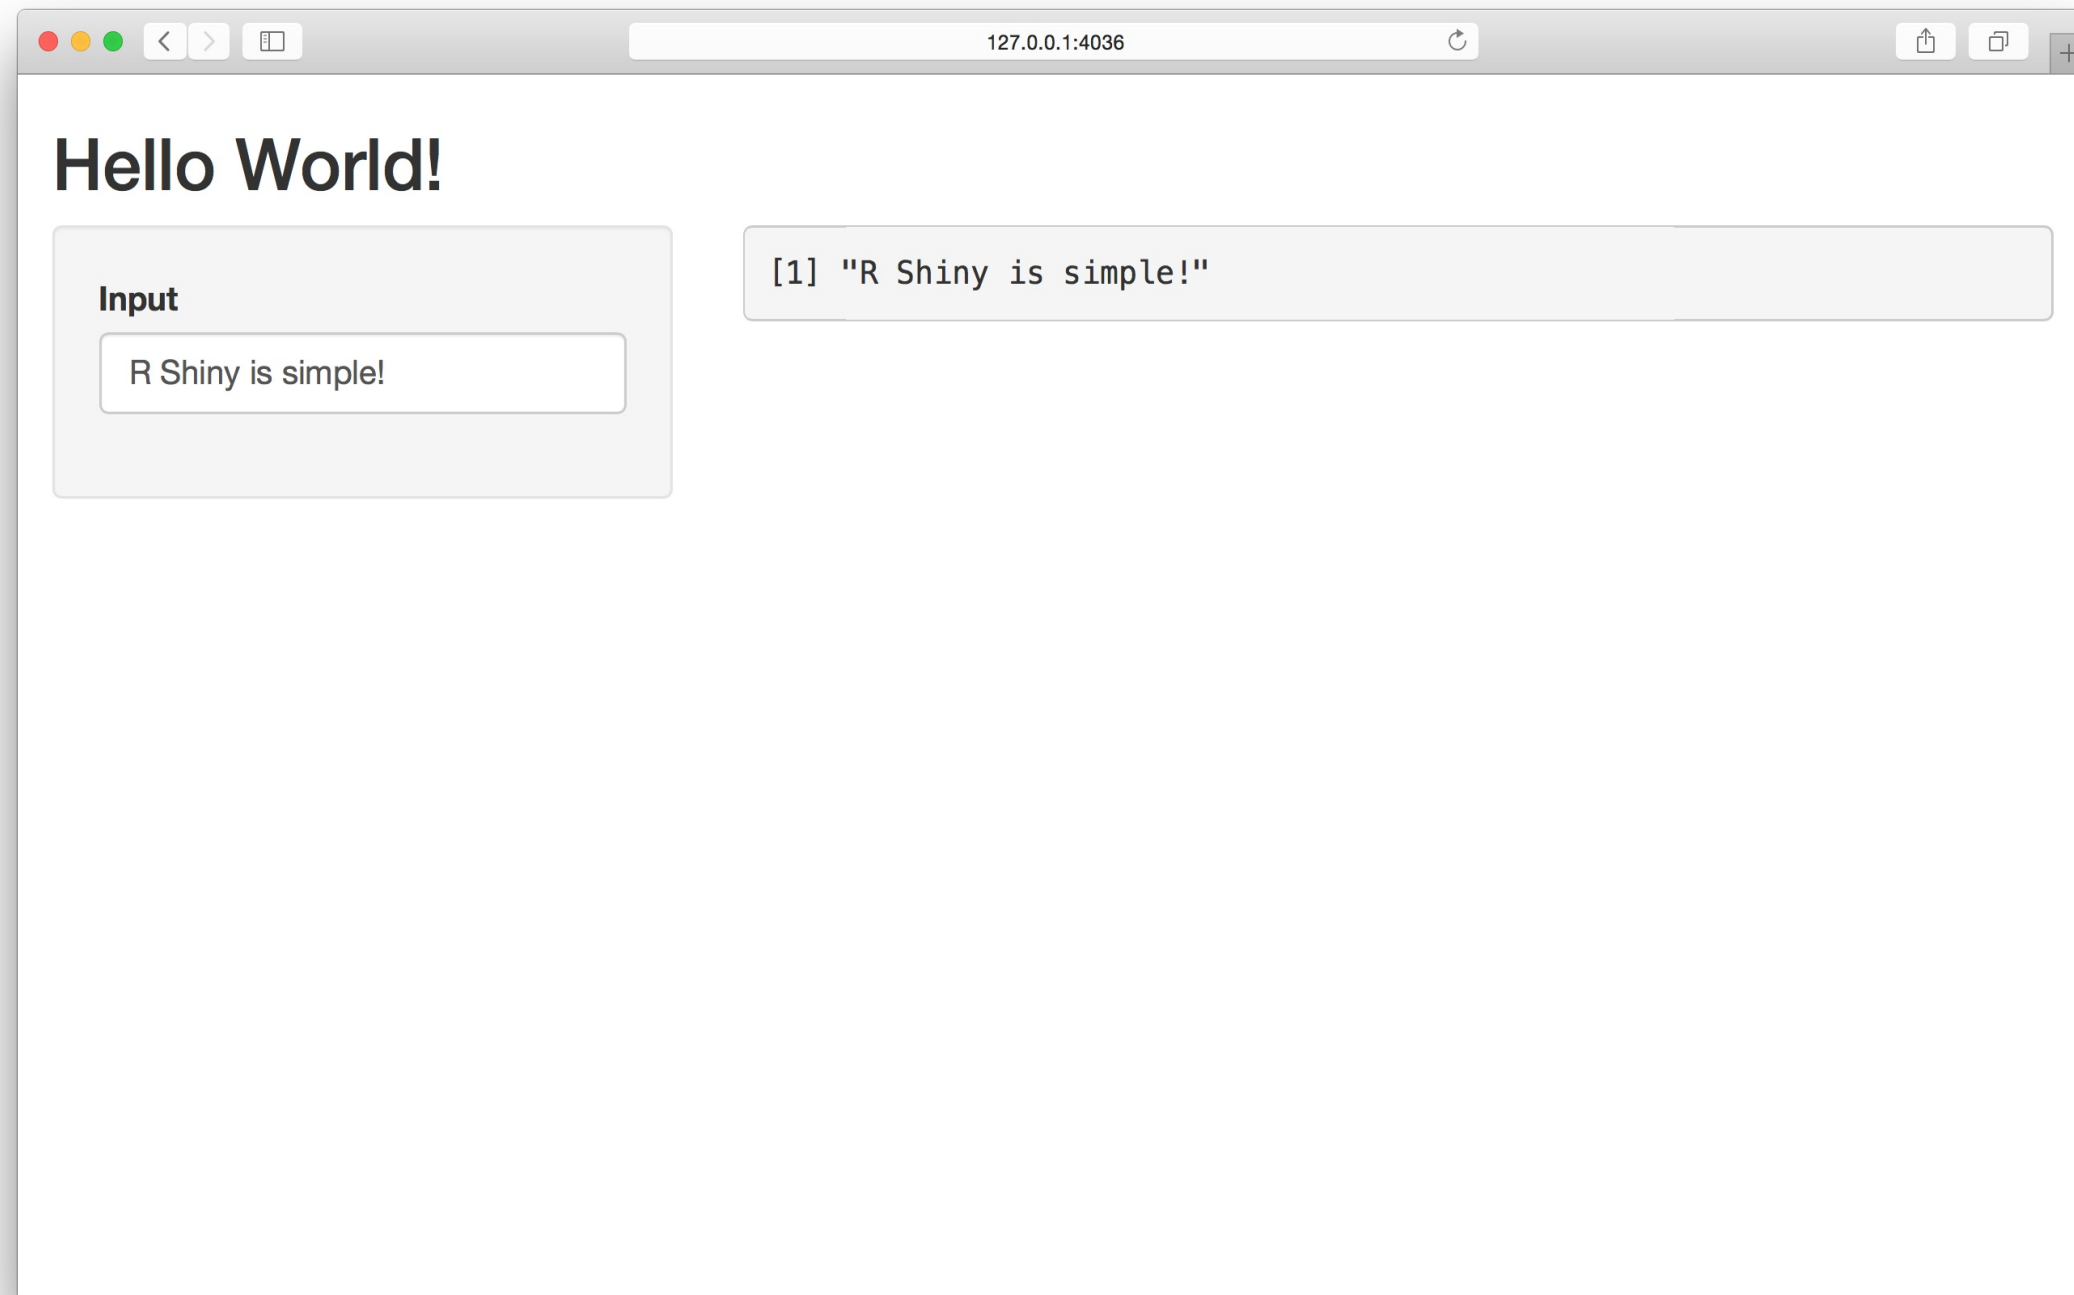 127.0.0.1:4036
Hello World!
Input
R Shiny is simple!
[1] "R Shiny is simple!"